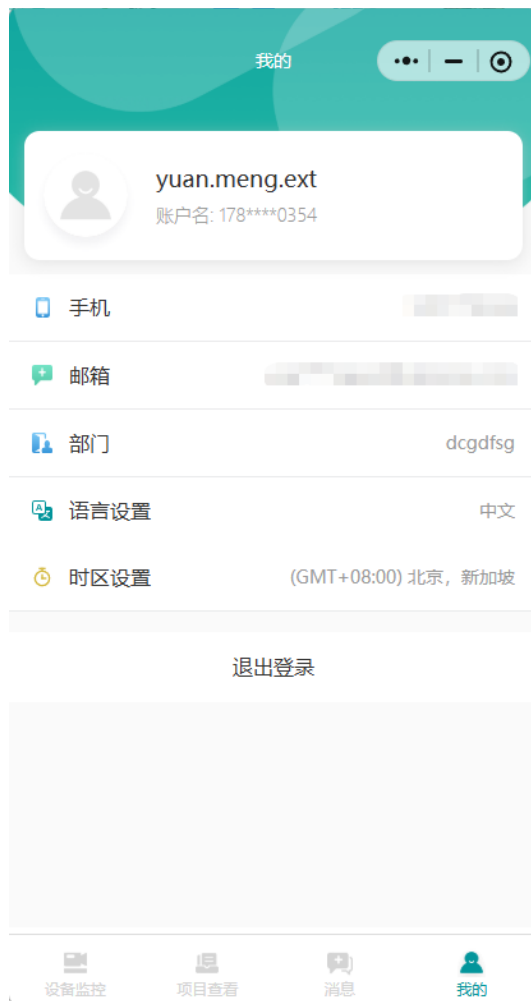 我的
yuan.meng.ext
账户名: 178****0354
手机
邮箱
部门 dcgdfsg
语言设置 中文
时区设置 (GMT+08:00) 北京，新加坡
退出登录
设备监控 项目查看 消息 我的